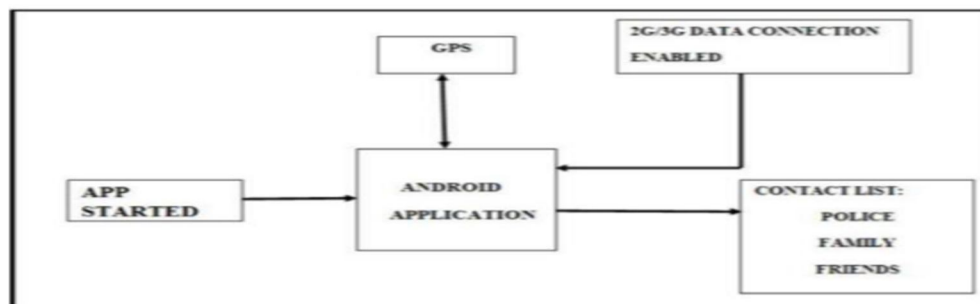 GPS
2G/3G DATA CONNECTION
ENABLED
APP
STARTED
ANDROID
APPLICATION
CONTACT LIST:
POLICE
FAMILY
FRIENDS